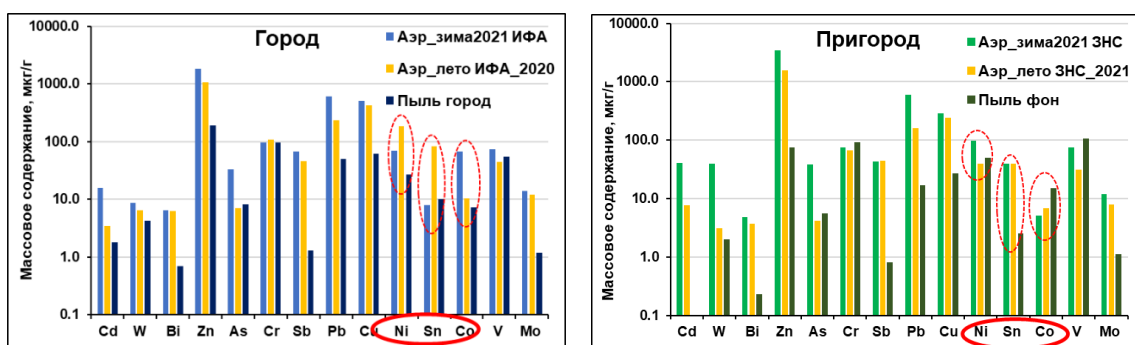 Город
Массовое содержание, мкг/г
10000.0
1000.0
100.0
10.0
1.0
0.1
Аэр_зима2021 ИФА
Аэр_лето ИФА_2020
Пыль город
Cd W Bi Zn As Cr Sb Pb Cu Ni Sn Co V Mo
Пригород
Массовое содержание, мкг/г
10000.0
1000.0
100.0
10.0
1.0
0.1
Аэр_зима2021 ЗНС
Аэр_лето ЗНС_2021
Пыль фон
Cd W Bi Zn As Cr Sb Pb Cu Ni Sn Co V Mo